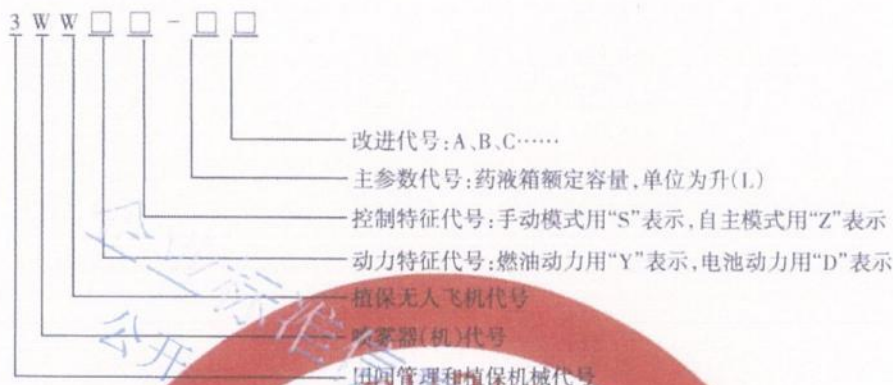 3 W W □ □ - □ □
改进代号:A、B、C……
主参数代号:药液箱额定容量,单位为升(L)
控制特征代号:手动模式用“S”表示,自主模式用“Z”表示
动力特征代号:燃油动力用“Y”表示,电池动力用“D”表示
植保无人飞机代号
喷雾器(机)代号
田间管理和植保机械代号
公开